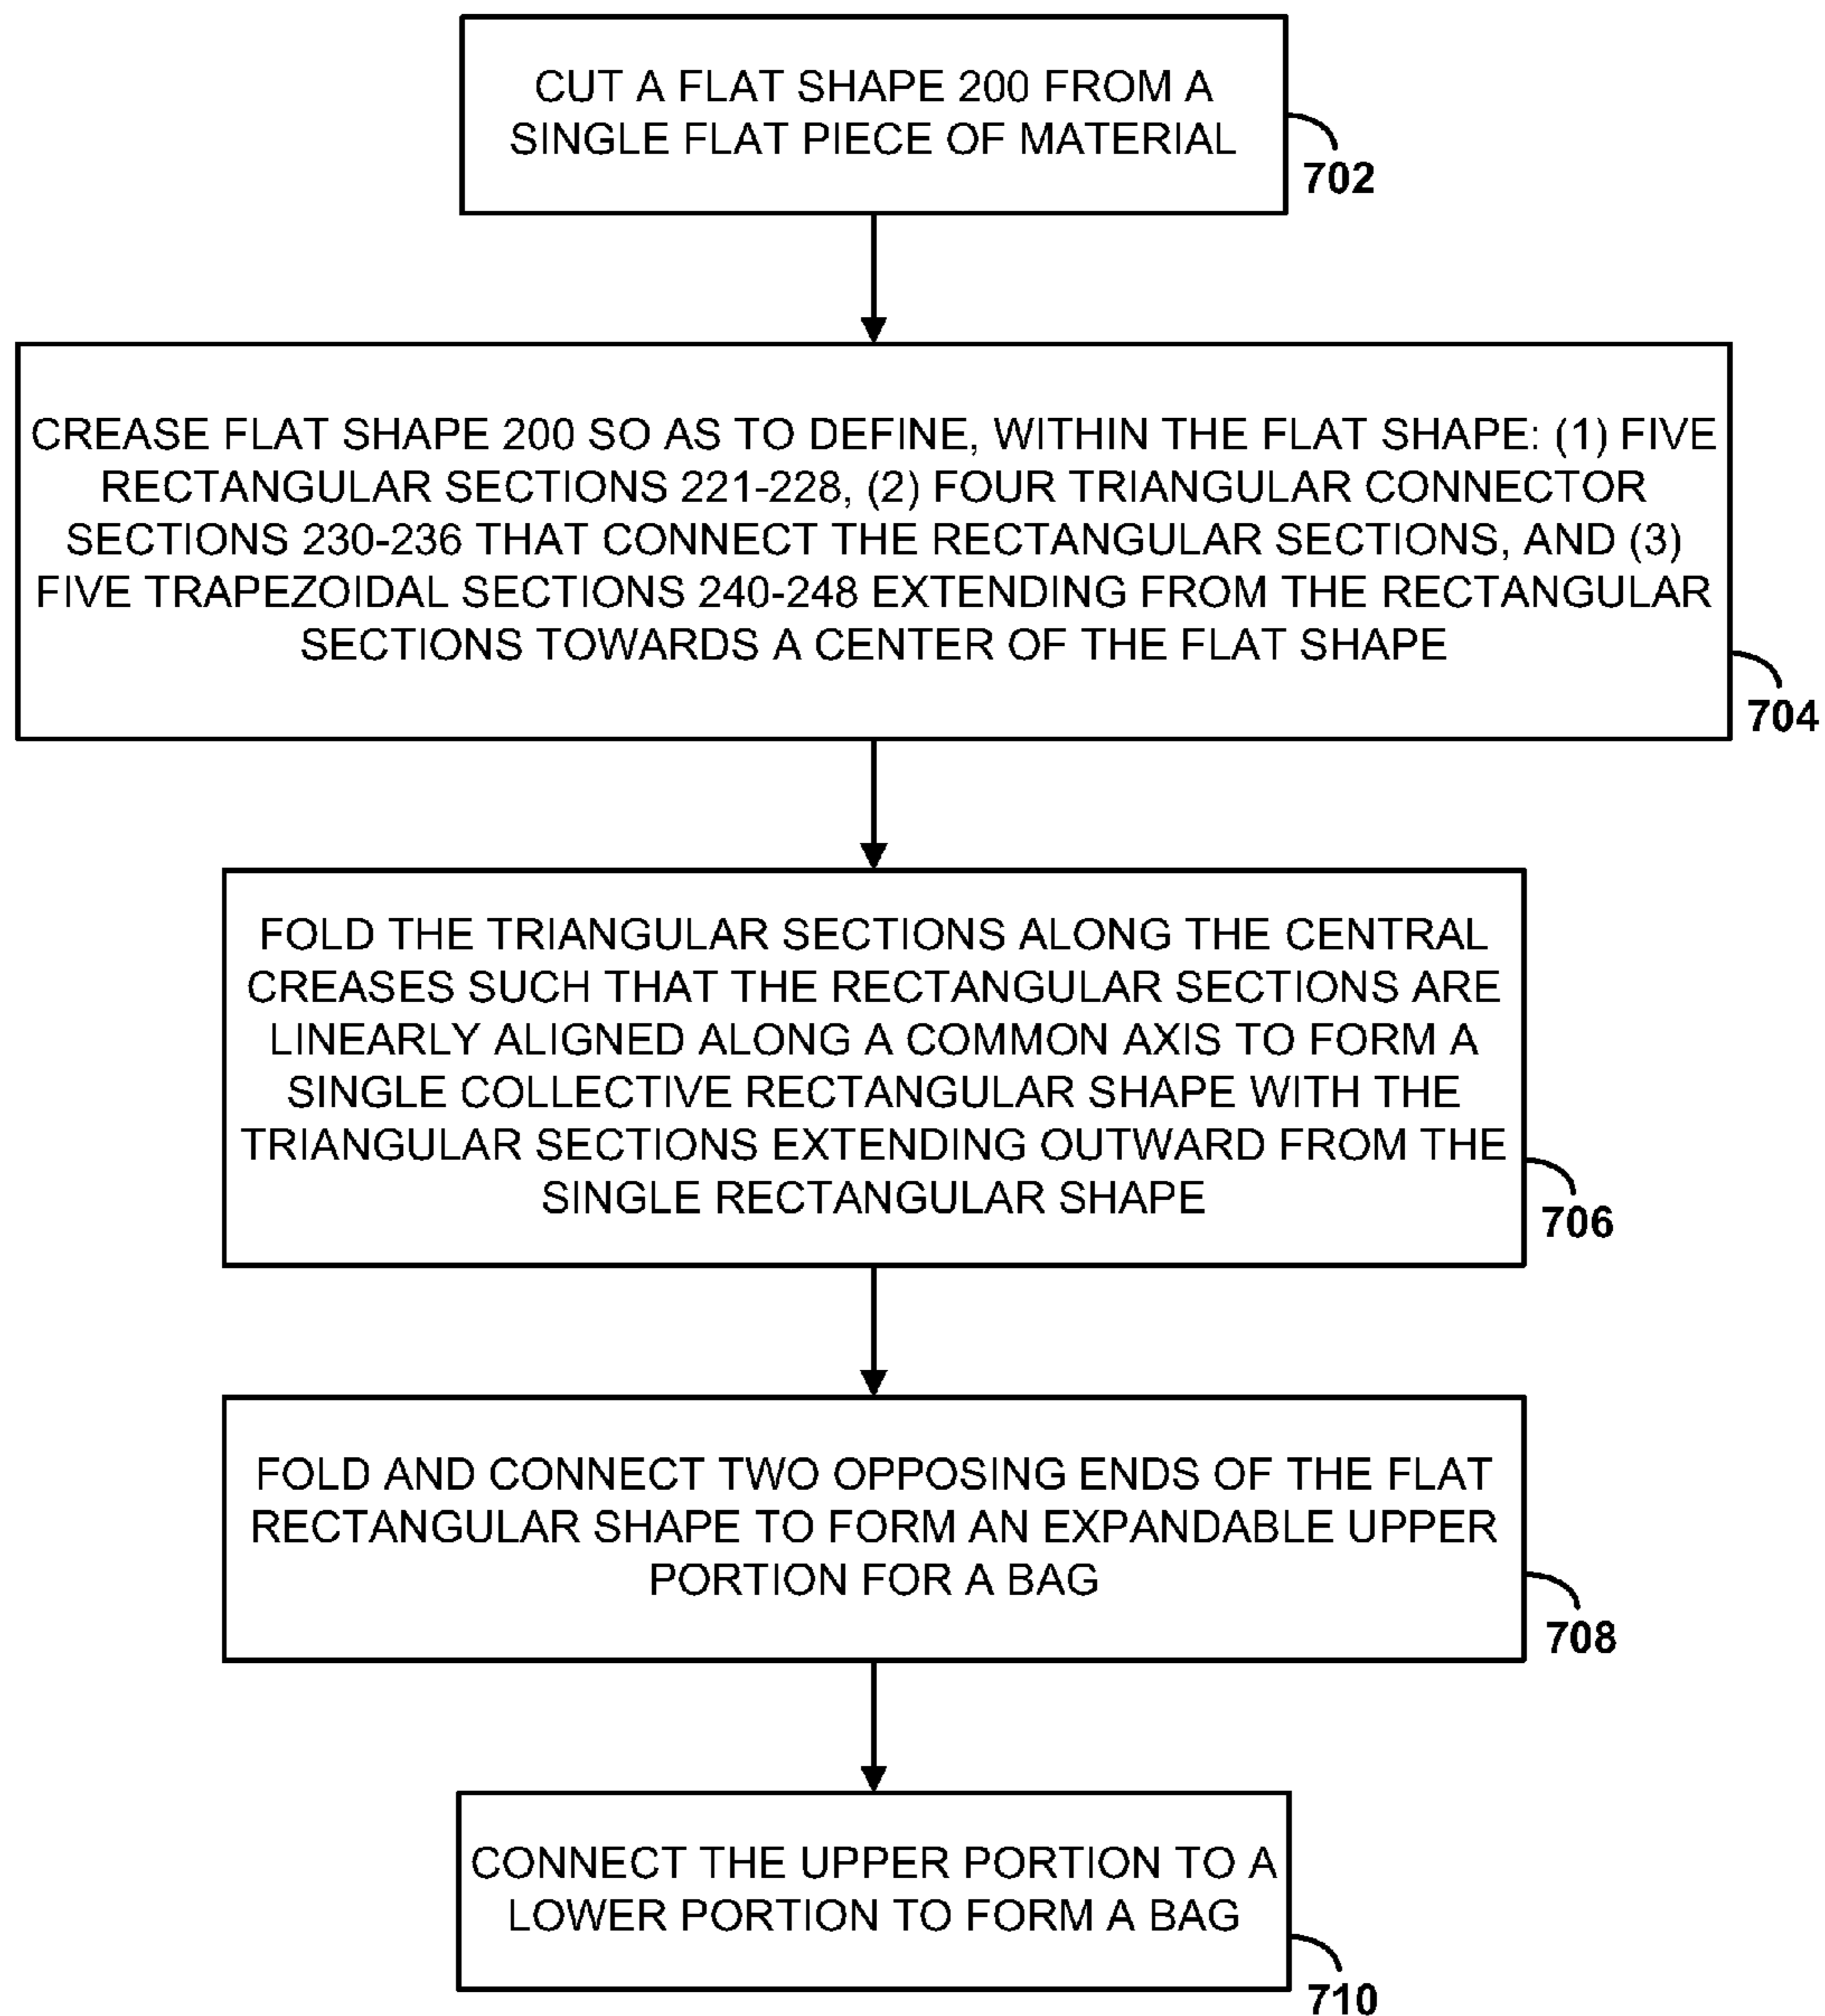 CUT A FLAT SHAPE 200 FROM A
SINGLE FLAT PIECE OF MATERIAL
702
CREASE FLAT SHAPE 200 SO AS TO DEFINE, WITHIN THE FLAT SHAPE: (1) FIVE
RECTANGULAR SECTIONS 221-228, (2) FOUR TRIANGULAR CONNECTOR
SECTIONS 230-236 THAT CONNECT THE RECTANGULAR SECTIONS, AND (3)
FIVE TRAPEZOIDAL SECTIONS 240-248 EXTENDING FROM THE RECTANGULAR
SECTIONS TOWARDS A CENTER OF THE FLAT SHAPE
704
FOLD THE TRIANGULAR SECTIONS ALONG THE CENTRAL
CREASES SUCH THAT THE RECTANGULAR SECTIONS ARE
LINEARLY ALIGNED ALONG A COMMON AXIS TO FORM A
SINGLE COLLECTIVE RECTANGULAR SHAPE WITH THE
TRIANGULAR SECTIONS EXTENDING OUTWARD FROM THE
SINGLE RECTANGULAR SHAPE
706
FOLD AND CONNECT TWO OPPOSING ENDS OF THE FLAT
RECTANGULAR SHAPE TO FORM AN EXPANDABLE UPPER
PORTION FOR A BAG
708
CONNECT THE UPPER PORTION TO A
LOWER PORTION TO FORM A BAG
710